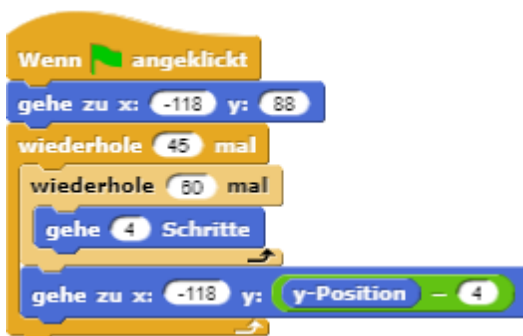 Wenn angeklickt
gehe zu x: -118 y: 88
wiederhole 45 mal
wiederhole 60 mal
gehe 4 Schritte
gehe zu x: -118 y: y-Position - 4